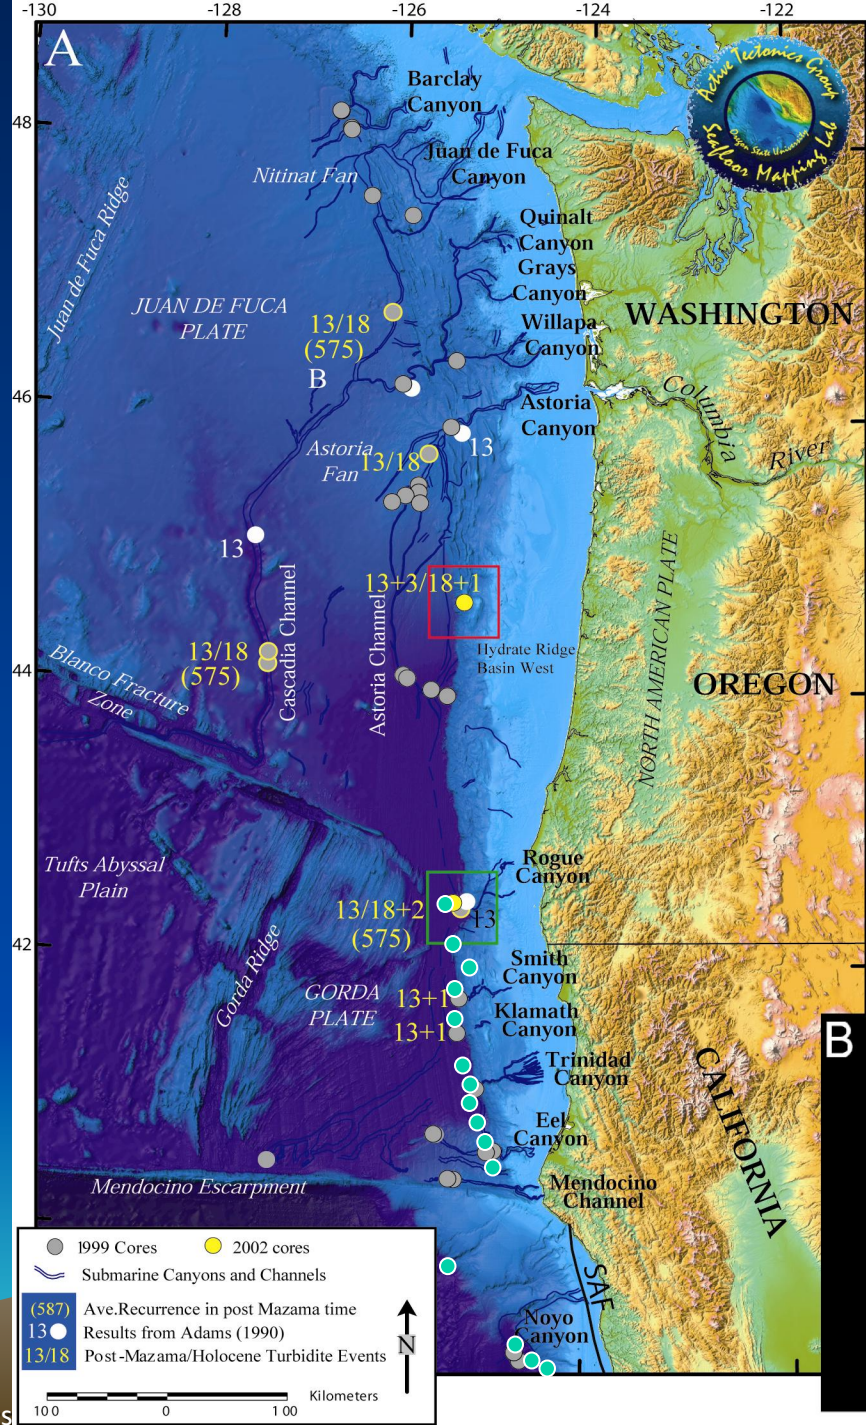 -130
-128
-126
-124
-122
A
Active Tectonics Group
Oregon State University
Seafloor Mapping Lab
Barclay
Canyon
48
Juan de Fuca
Canyon
Nitinat Fan
Juan de Fuca Ridge
Quinalt
Canyon
Grays
Canyon
JUAN DE FUCA
PLATE
13/18
(575)
WASHINGTON
Willapa
Canyon
B
46
Astoria
Canyon
Columbia
River
Astoria
Fan
13/18
13
13
13+3/18+1
Cascadia Channel
Astoria Channel
Hydrate Ridge
Basin West
NORTH AMERICAN PLATE
13/18
(575)
44
Blanco Fracture
Zone
OREGON
Tufts Abyssal
Plain
Rogue
Canyon
13/18+2
(575)
13
42
Gorda Ridge
Smith
Canyon
GORDA
PLATE
13+1
Klamath
Canyon
13+1
B
Trinidad
Canyon
CALIFORNIA
Eel
Canyon
Mendocino Escarpment
Mendocino
Channel
SAF
Noyo
Canyon
1999 Cores
2002 cores
Submarine Canyons and Channels
(587) Ave.Recurrence in post Mazama time
13 Results from Adams (1990)
13/18 Post-Mazama/Holocene Turbidite Events
N
Kilometers
100 0 100
s